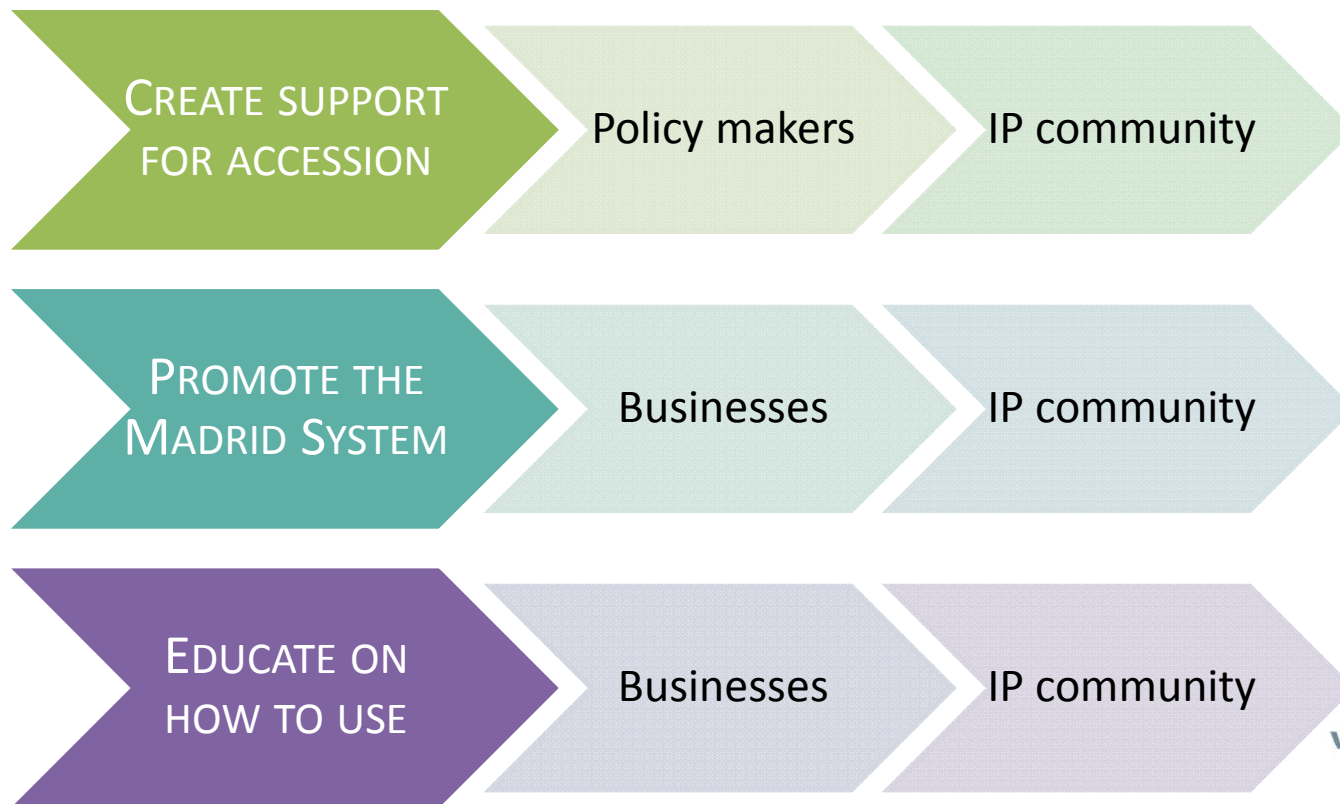 CREATE SUPPORT
FOR ACCESSION
Policy makers
IP community
PROMOTE THE
MADRID SYSTEM
Businesses
IP community
EDUCATE ON
HOW TO USE
Businesses
IP community